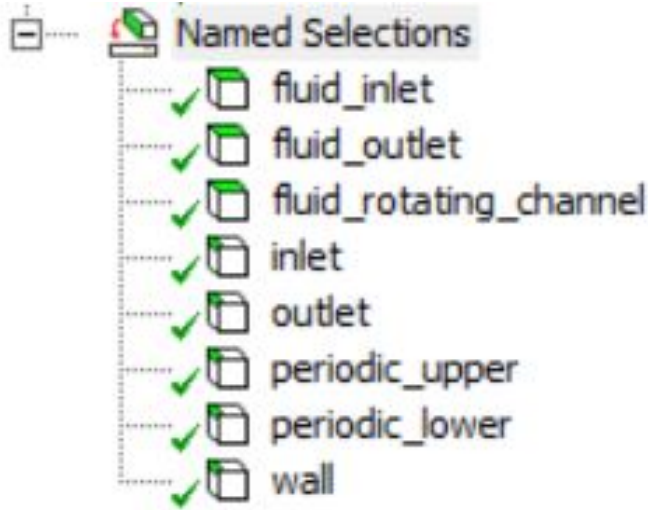 Named Selections
fluid_inlet
fluid_outlet
fluid_rotating_channel
inlet
outlet
periodic_upper
periodic_lower
wall